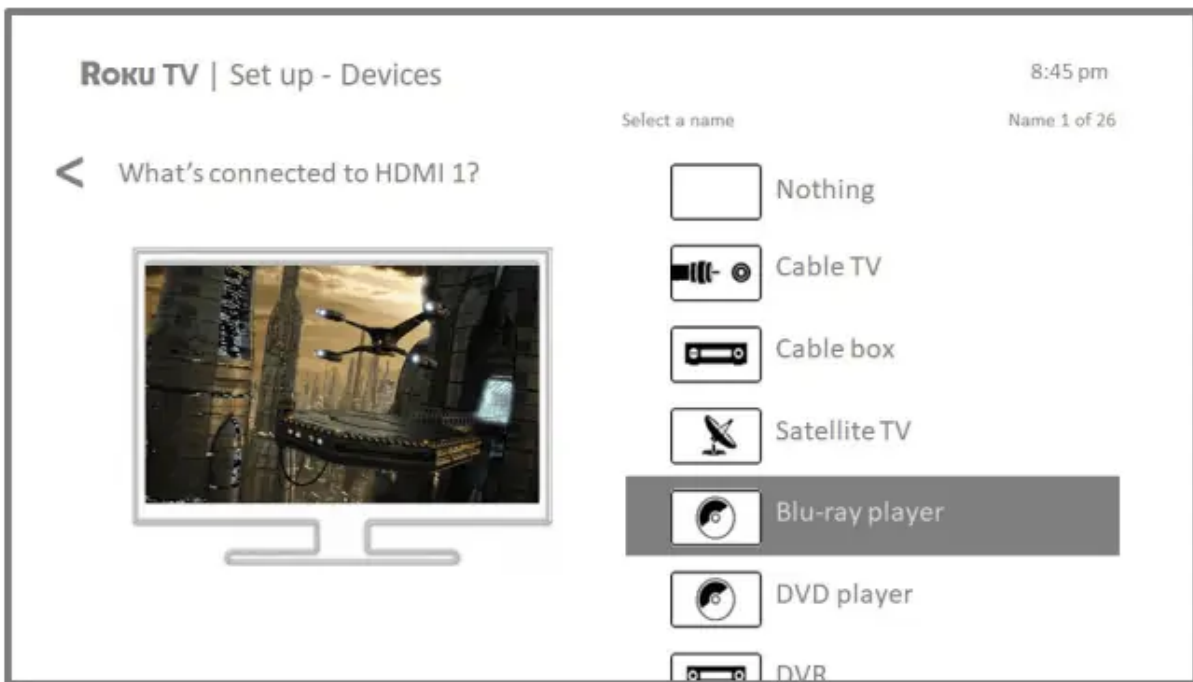 ROKU TV | Set up - Devices
8:45 pm
Select a name
Name 1 of 26
< What's connected to HDMI 1?
Nothing
Cable TV
Cable box
Satellite TV
Blu-ray player
DVD player
DVR